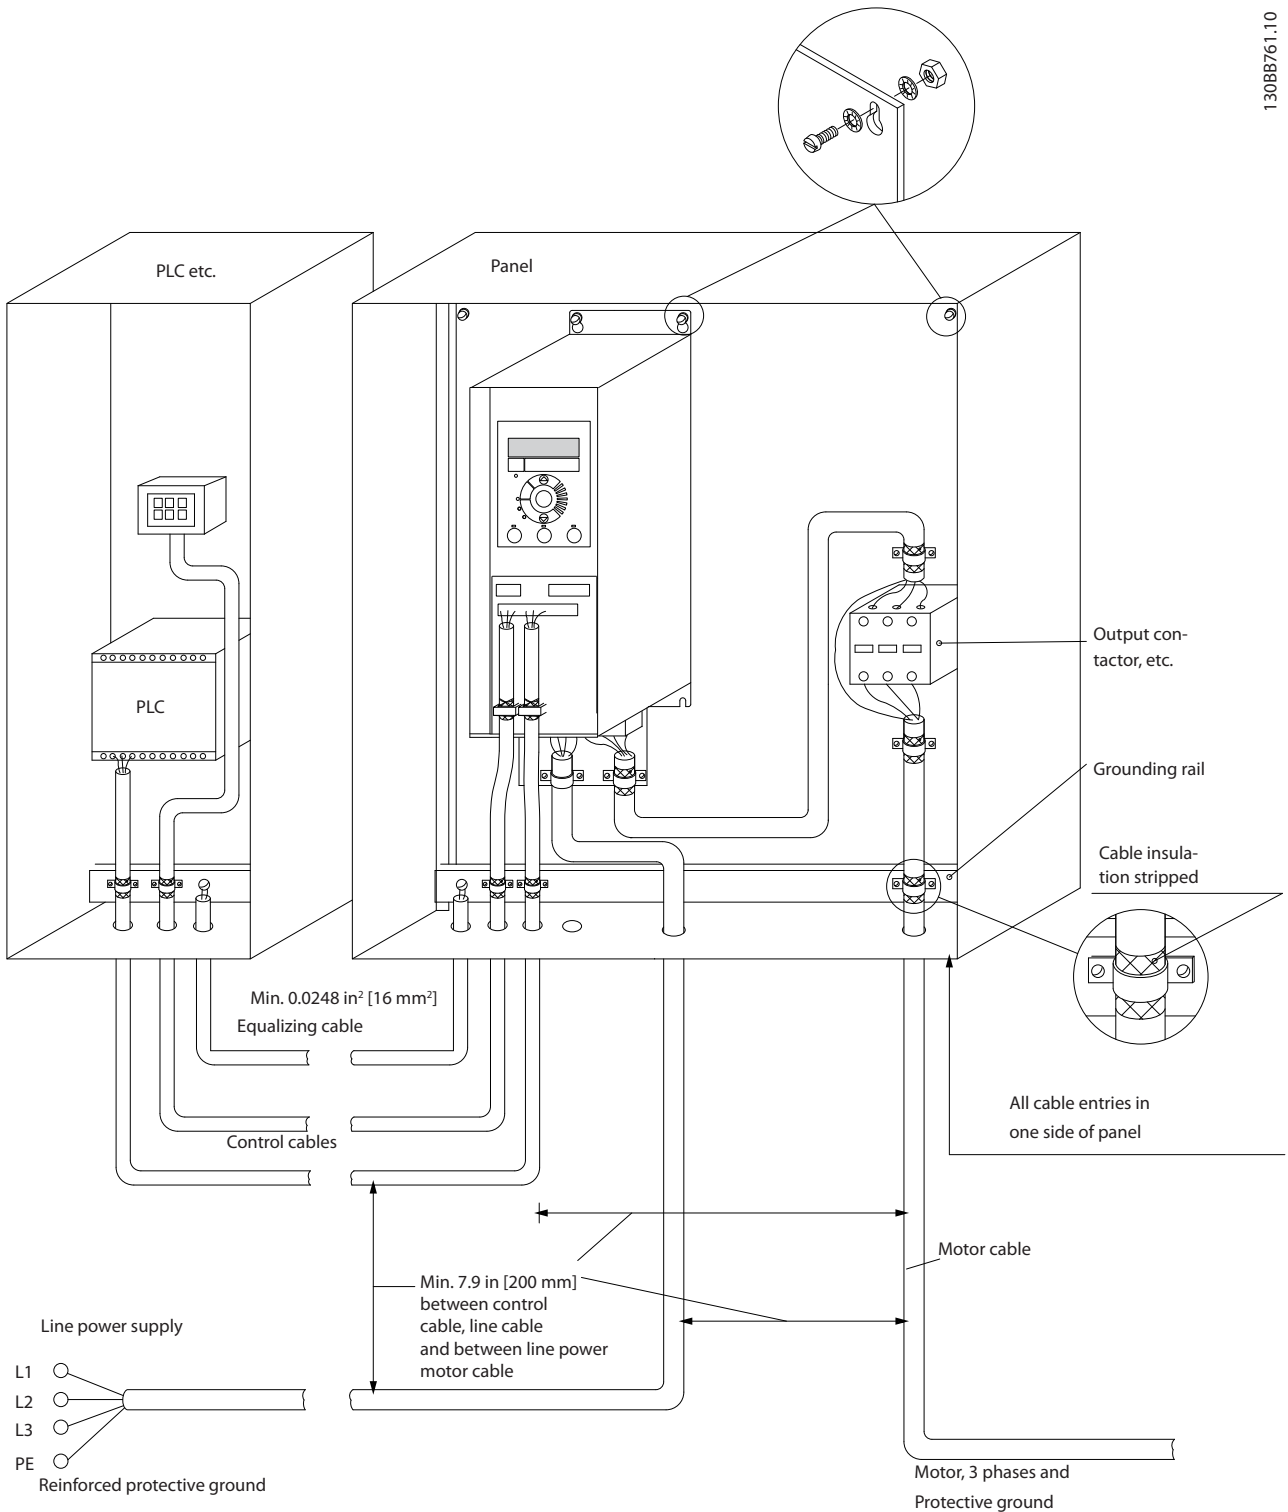 130BB761.10
PLC etc.
Panel
Output con-
tactor, etc.
PLC
Grounding rail
Cable insula-
tion stripped
Min. 0.0248 in² [16 mm²]
Equalizing cable
All cable entries in
one side of panel
Control cables
Motor cable
Min. 7.9 in [200 mm]
between control
cable, line cable
and between line power
motor cable
Line power supply
L1
L2
L3
PE
Reinforced protective ground
Motor, 3 phases and
Protective ground